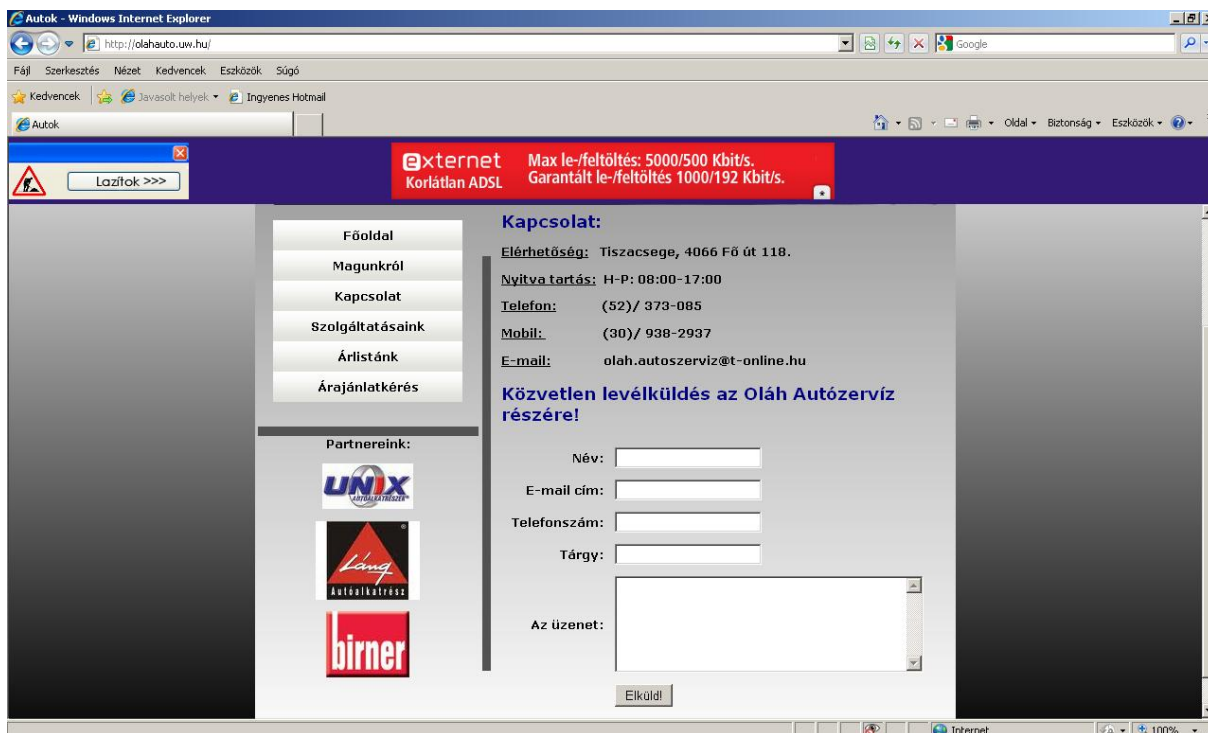 Autok - Windows Internet Explorer
http://olahauto.uw.hu/
Google
Fájl Szerkesztés Nézet Kedvencek Eszközök Súgó
Kedvencek Javasolt helyek Ingyenes Hotmail
Autok
Oldal Biztonság Eszközök
Lazítok >>>
externet
Korlátlan ADSL
Max le-/feltöltés: 5000/500 Kbit/s.
Garantált le-/feltöltés 1000/192 Kbit/s.
Főoldal
Magunkról
Kapcsolat
Szolgáltatásaink
Árlistánk
Árajánlatkérés
Partnereink:
UNIX
AUTÓALKATRÉSZEK
Láng
Autóalkatrész
birner
Kapcsolat:
Elérhetőség: Tiszacsege, 4066 Fő út 118.
Nyitva tartás: H-P: 08:00-17:00
Telefon: (52)/ 373-085
Mobil: (30)/ 938-2937
E-mail: olah.autoszerviz@t-online.hu
Közvetlen levélküldés az Oláh Autózervíz
részére!
Név:
E-mail cím:
Telefonszám:
Tárgy:
Az üzenet:
Elküld!
Internet
100%